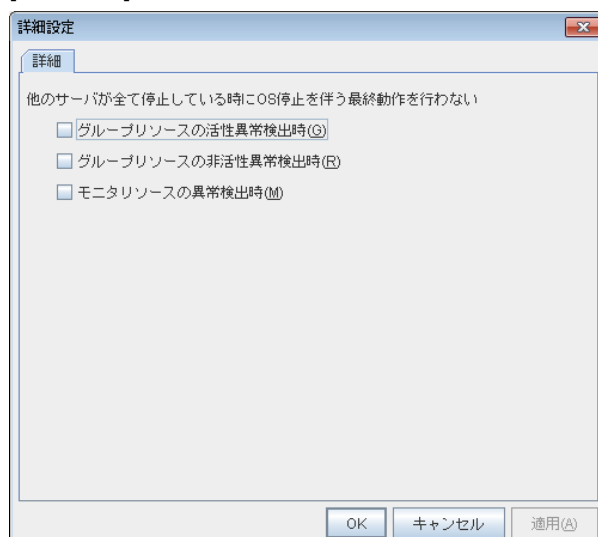 詳細設定
詳細
他のサーバが全て停止している時にOS停止を伴う最終動作を行わない
グループリソースの活性異常検出時(G)
グループリソースの非活性異常検出時(R)
モニタリソースの異常検出時(M)
OK キャンセル 適用(A)